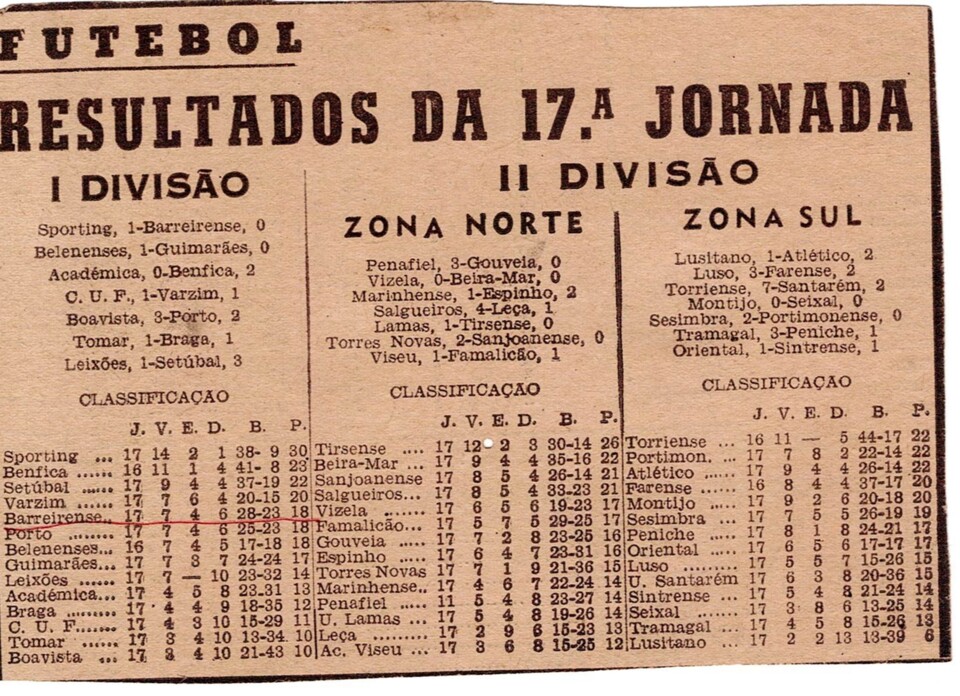 FUTEBOL
RESULTADOS DA 17.ª JORNADA
I DIVISÃO
Sporting, 1-Barreirense, 0
Belenenses, 1-Guimarães, 0
Académica, 0-Benfica, 2
C. U. F., 1-Varzim, 1
Boavista, 3-Porto, 2
Tomar, 1-Braga, 1
Leixões, 1-Setúbal, 3
CLASSIFICAÇÃO
J. V. E. D. B. P.
Sporting ... 17 14 2 1 38- 9 30
Benfica ..... 16 11 1 4 41- 8 23
Setúbal ...... 17 9 4 4 37-19 22
Varzim ...... 17 7 6 4 20-15 20
Barreirense.. 17 7 4 6 28-23 18
Porto ........ 17 7 4 6 25-23 18
Belenenses... 16 7 4 5 17-18 18
Guimarães... 17 7 3 7 24-24 17
Leixões ...... 17 7 — 10 23-32 14
Académica... 17 4 5 8 23-31 13
Braga ......... 17 4 4 9 18-35 12
C. U. F....... 17 4 3 10 15-29 11
Tomar ...... 17 3 4 10 13-34 10
Boavista ... 17 3 4 10 21-43 10
II DIVISÃO
ZONA NORTE
Penafiel, 3-Gouveia, 0
Vizela, 0-Beira-Mar, 0
Marinhense, 1-Espinho, 2
Salgueiros, 4-Leça, 1
Lamas, 1-Tirsense, 0
Torres Novas, 2-Sanjoanense, 0
Viseu, 1-Famalicão, 1
CLASSIFICAÇÃO
J. V. E. D. B. P.
Tirsense .... 17 12 2 3 30-14 26
Beira-Mar ... 17 9 4 4 35-16 22
Sanjoanense 17 8 5 4 26-14 21
Salgueiros... 17 8 5 4 33-23 21
Vizela ...... 17 6 5 6 19-23 17
Famalicão... 17 5 7 5 29-25 17
Gouveia ..... 17 7 2 8 23-25 16
Espinho ..... 17 6 4 7 23-31 16
Torres Novas 17 7 1 9 21-36 15
Marinhense.. 17 4 6 7 22-24 14
Penafiel .... 11 5 4 8 23-27 14
U. Lamas ... 17 5 4 8 19-26 14
Leça ......... 17 2 9 6 15-23 13
Ac. Viseu ... 17 3 6 8 15-25 12
ZONA SUL
Lusitano, 1-Atlético, 2
Luso, 3-Farense, 2
Torriense, 7-Santarém, 2
Montijo, 0-Seixal, 0
Sesimbra, 2-Portimonense, 0
Tramagal, 3-Peniche, 1
Oriental, 1-Sintrense, 1
CLASSIFICAÇÃO
J. V. E. D. B. P.
Torriense ... 16 11 — 5 44-17 22
Portimon. ... 17 7 8 2 22-14 22
Atlético ..... 17 9 4 4 26-14 22
Farense ..... 16 8 4 4 37-17 20
Montijo ..... 17 9 2 6 20-18 20
Sesimbra ... 17 7 5 5 26-19 19
Peniche ..... 17 8 1 8 24-21 17
Oriental ..... 17 6 5 6 17-17 17
Luso ......... 17 5 5 7 15-26 15
U. Santarém 17 6 3 8 20-36 15
Sintrense ... 17 5 4 8 21-24 14
Seixal ....... 17 3 8 6 13-25 14
Tramagal ... 17 4 5 8 15-26 13
Lusitano .... 17 2 2 13 13-39 6